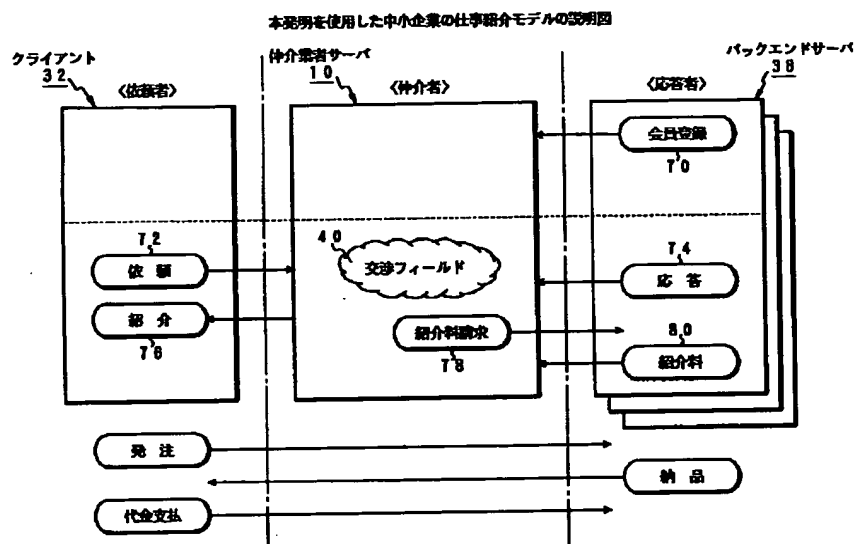 本発明を使用した中小企業の仕事紹介モデルの説明図
クライアント
32
〈依頼者〉
仲介業者サーバ
10
〈仲介名〉
バックエンドサーバ
38
〈応答者〉
会員登録
70
72
依 頼
40
交渉フィールド
74
応 答
紹 介
76
紹介料請求
78
80
紹介料
発 注
納 品
代金支払